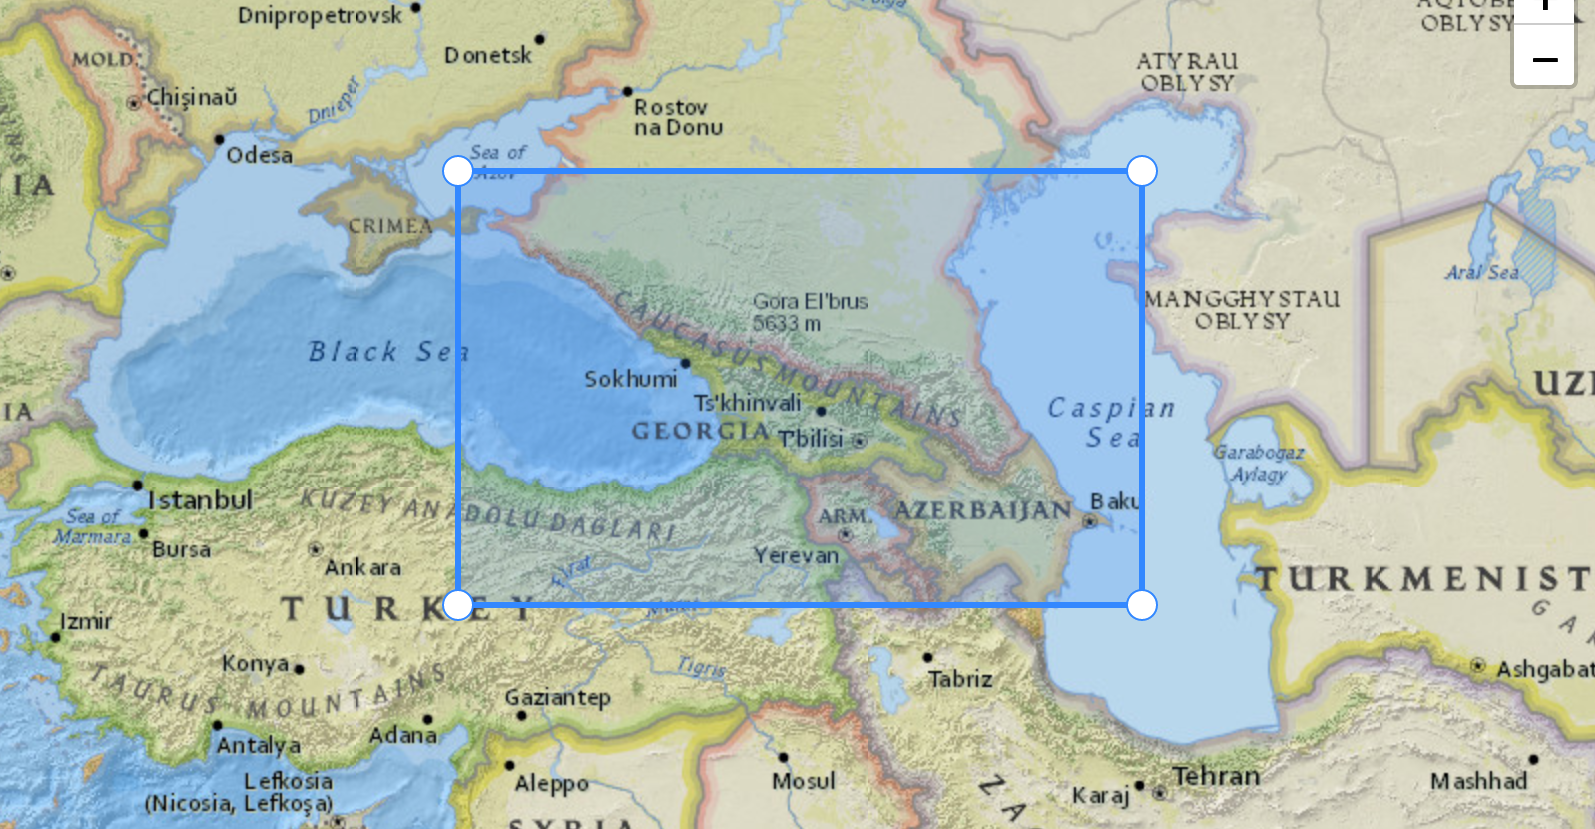 Dnipropetrovsk
OBLYSY
Donetsk
MOLD.
ATYRAU
OBLYSY
+
−
Chişinaŭ
Dnieper
Rostov
na Donu
Odesa
Sea of
Azov
IA
CRIMEA
Aral Sea
Gora El'brus
5633 m
MANGGHYSTAU
OBLYSY
CAUCASUS MOUNTAINS
Black Sea
Sokhumi
UZ
IA
Ts'khinvali
Caspian
Sea
GEORGIA
T'bilisi
Garabogaz
Aylagy
Istanbul
KUZEY ANADOLU DAGLARI
Sea of
Marmara
Bursa
ARM.
AZERBAIJAN
Baku
Ankara
Yerevan
Firat
TURKEY
TURKMENIST
Izmir
Konya
TAURUS MOUNTAINS
Tigris
Tabriz
Ashgabat
Gaziantep
Antalya
Adana
Lefkosia
(Nicosia, Lefkoşa)
Aleppo
Mosul
ZA
Karaj
Tehran
Mashhad
SYRIA